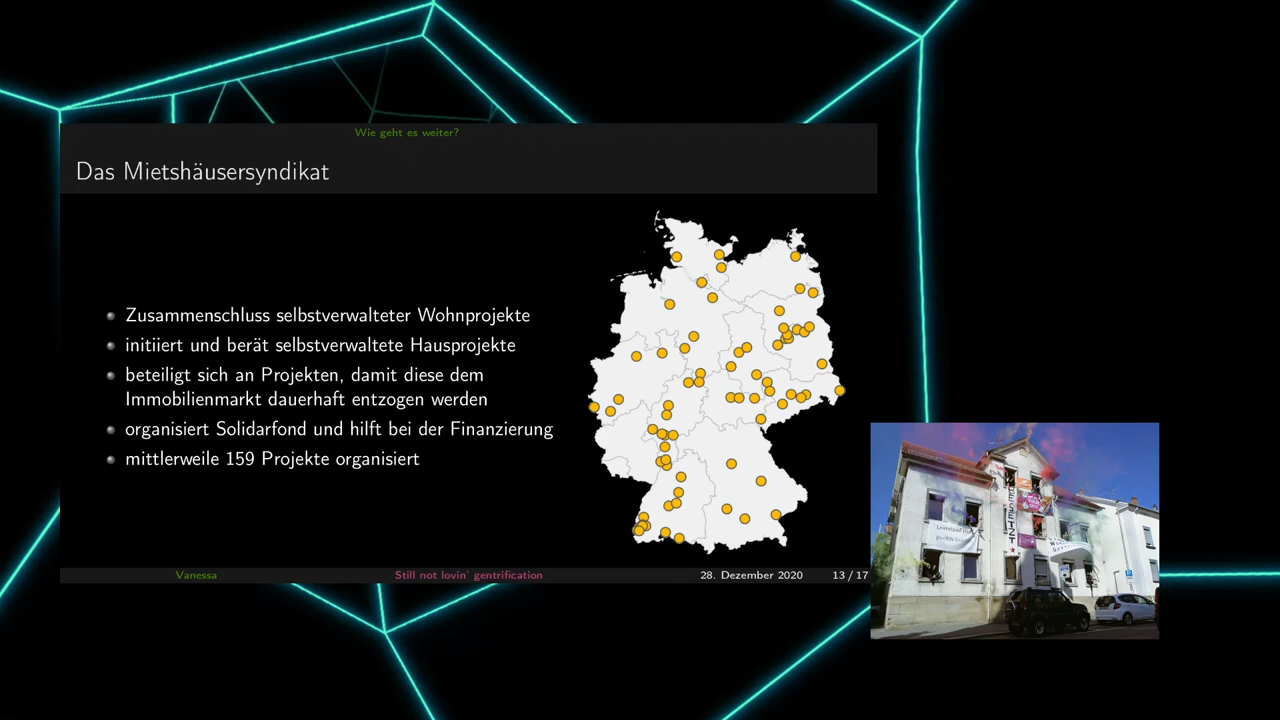 Wie geht es weiter?
Das Mietshäusersyndikat
Zusammenschluss selbstverwalteter Wohnprojekte
initiiert und berät selbstverwaltete Hausprojekte
beteiligt sich an Projekten, damit diese dem
Immobilienmarkt dauerhaft entzogen werden
organisiert Solidarfond und hilft bei der Finanzierung
mittlerweile 159 Projekte organisiert
Vanessa
Still not lovin' gentrification
28. Dezember 2020
13 / 17
Leerstand
BESETZT
P